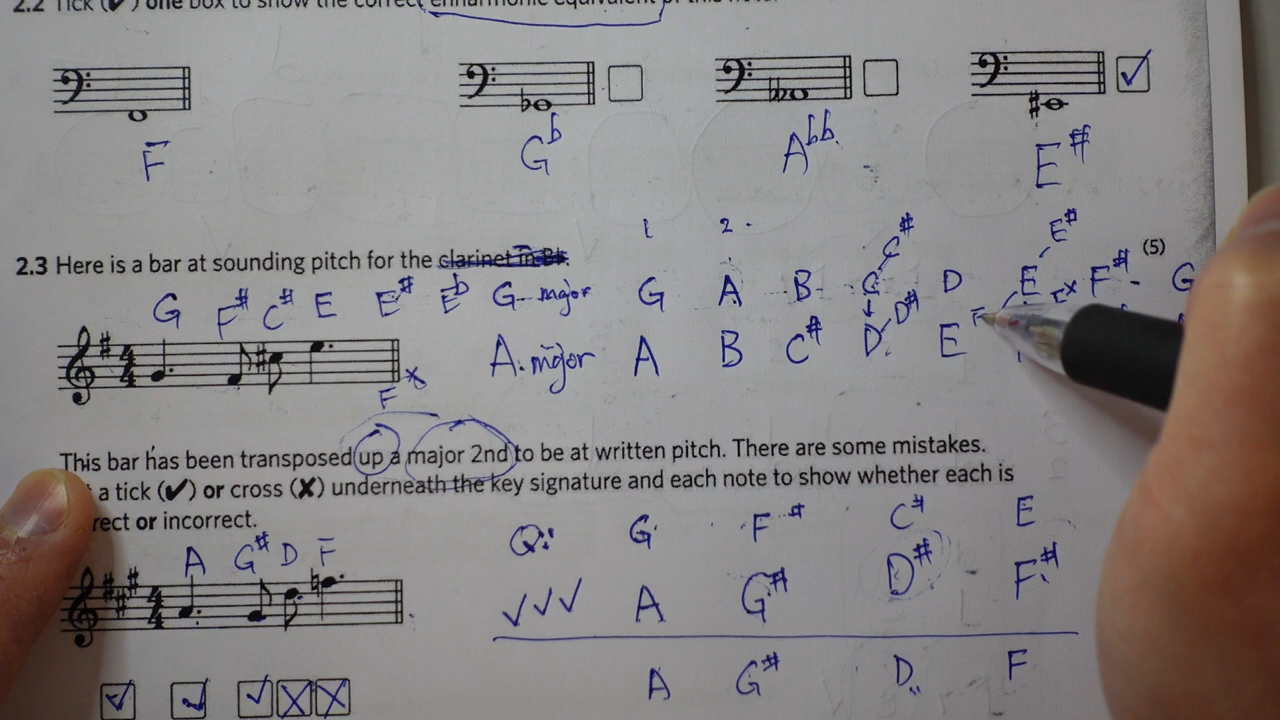 2.2 Tick (✔) one box to show the correct enharmonic equivalent of this note.
F G♭ A♭♭ E#
1 2.
C# E#
(5)
2.3 Here is a bar at sounding pitch for the clarinet in B♭.
G F# C# E E# E♭ G major G A B C D E F# G
Ex
D#
A major A B C# D E
F x
This bar has been transposed up a major 2nd to be at written pitch. There are some mistakes.
a tick (✔) or cross (✘) underneath the key signature and each note to show whether each is
rect or incorrect.
Q: G F# C# E
A G# D F
A G# D# F#
A G# D F